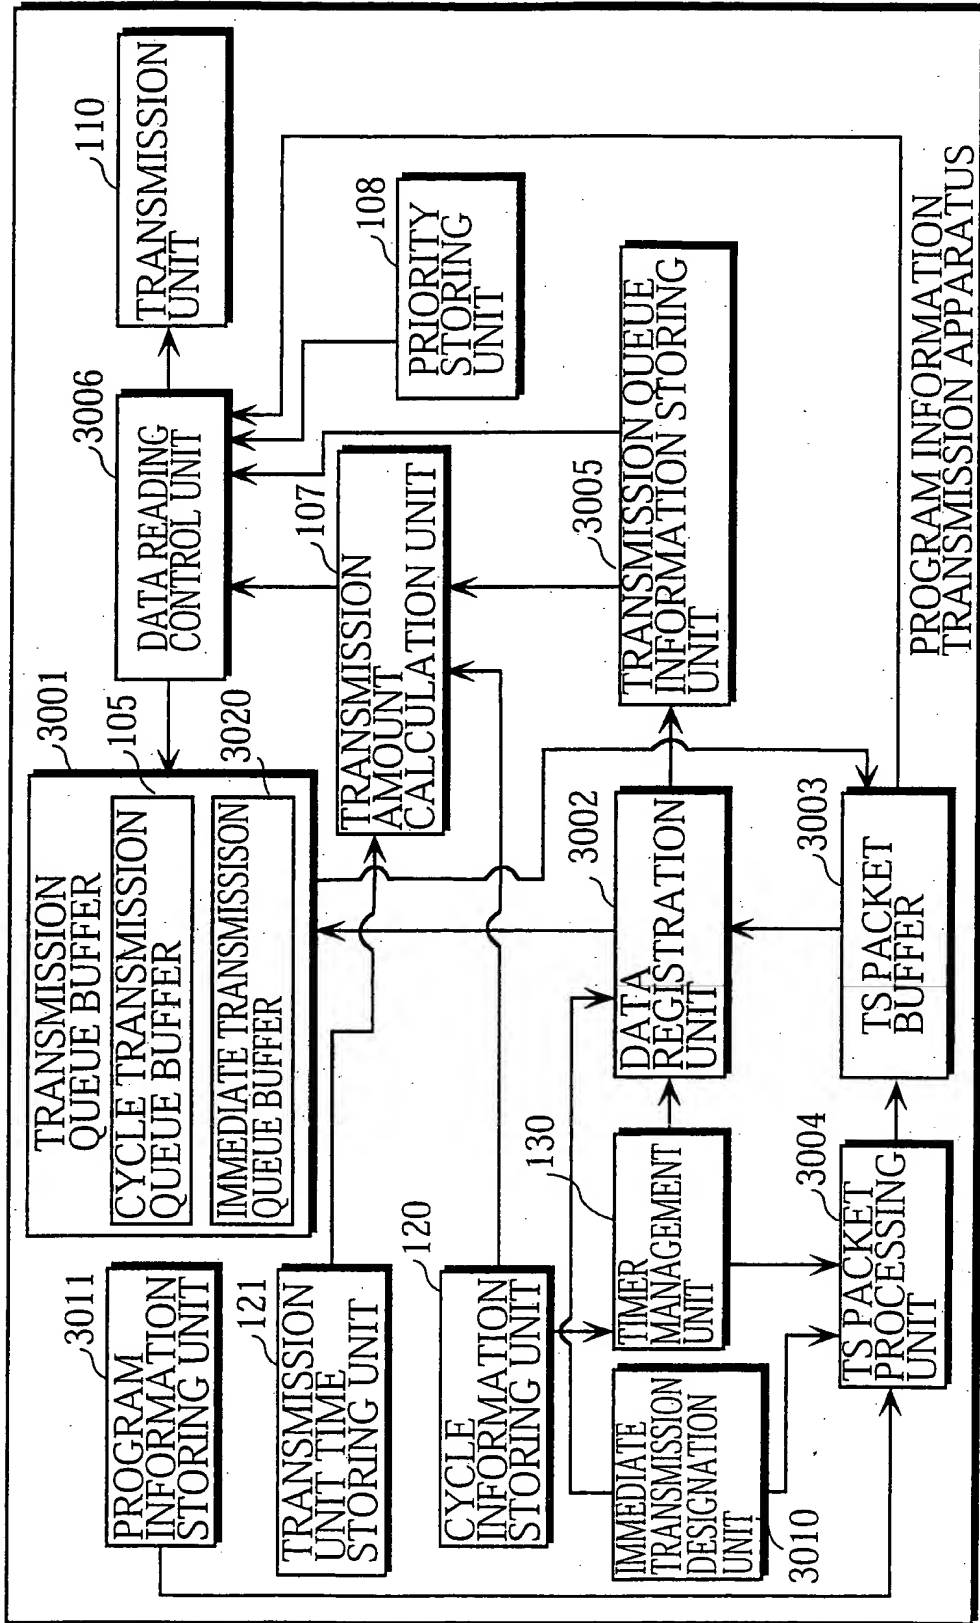 3011
PROGRAM
INFORMATION
STORING UNIT
121
TRANSMISSION
UNIT TIME
STORING UNIT
120
CYCLE
INFORMATION
STORING UNIT
IMMEDIATE
TRANSMISSION
DESIGNATION
UNIT
3010
130
TIMER
MANAGEMENT
UNIT
3004
TS PACKET
PROCESSING
UNIT
3001
TRANSMISSION
QUEUE BUFFER
105
CYCLE TRANSMISSION
QUEUE BUFFER
3020
IMMEDIATE TRANSMISSISON
QUEUE BUFFER
3002
DATA
REGISTRATION
UNIT
3003
TS PACKET
BUFFER
3006
DATA READING
CONTROL UNIT
107
TRANSMISSION
AMOUNT
CALCULATION UNIT
3005
TRANSMISSION QUEUE
INFORMATION STORING
UNIT
110
TRANSMISSION
UNIT
108
PRIORITY
STORING
UNIT
PROGRAM INFORMATION
TRANSMISSION APPARATUS